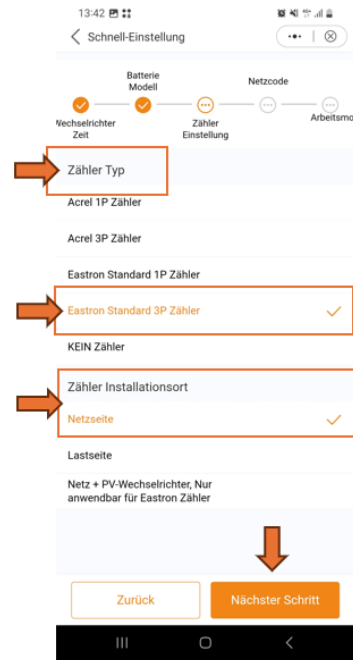 13:42
Schnell-Einstellung
Batterie
Modell
Netzcode
Wechselrichter
Zeit
Zähler
Einstellung
Arbeitsmo
Zähler Typ
Acrel 1P Zähler
Acrel 3P Zähler
Eastron Standard 1P Zähler
Eastron Standard 3P Zähler
KEIN Zähler
Zähler Installationsort
Netzseite
Lastseite
Netz + PV-Wechselrichter, Nur
anwendbar für Eastron Zähler
Zurück
Nächster Schritt